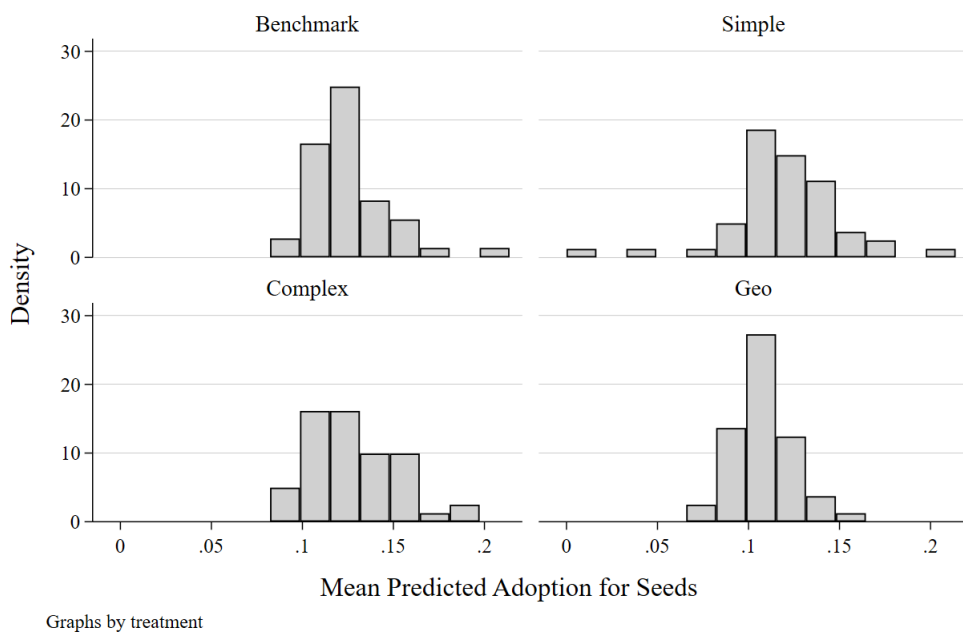 Benchmark
Simple
30
20
10
0
Complex
Geo
30
20
10
0
0 .05 .1 .15 .2
0 .05 .1 .15 .2
Density
Mean Predicted Adoption for Seeds
Graphs by treatment